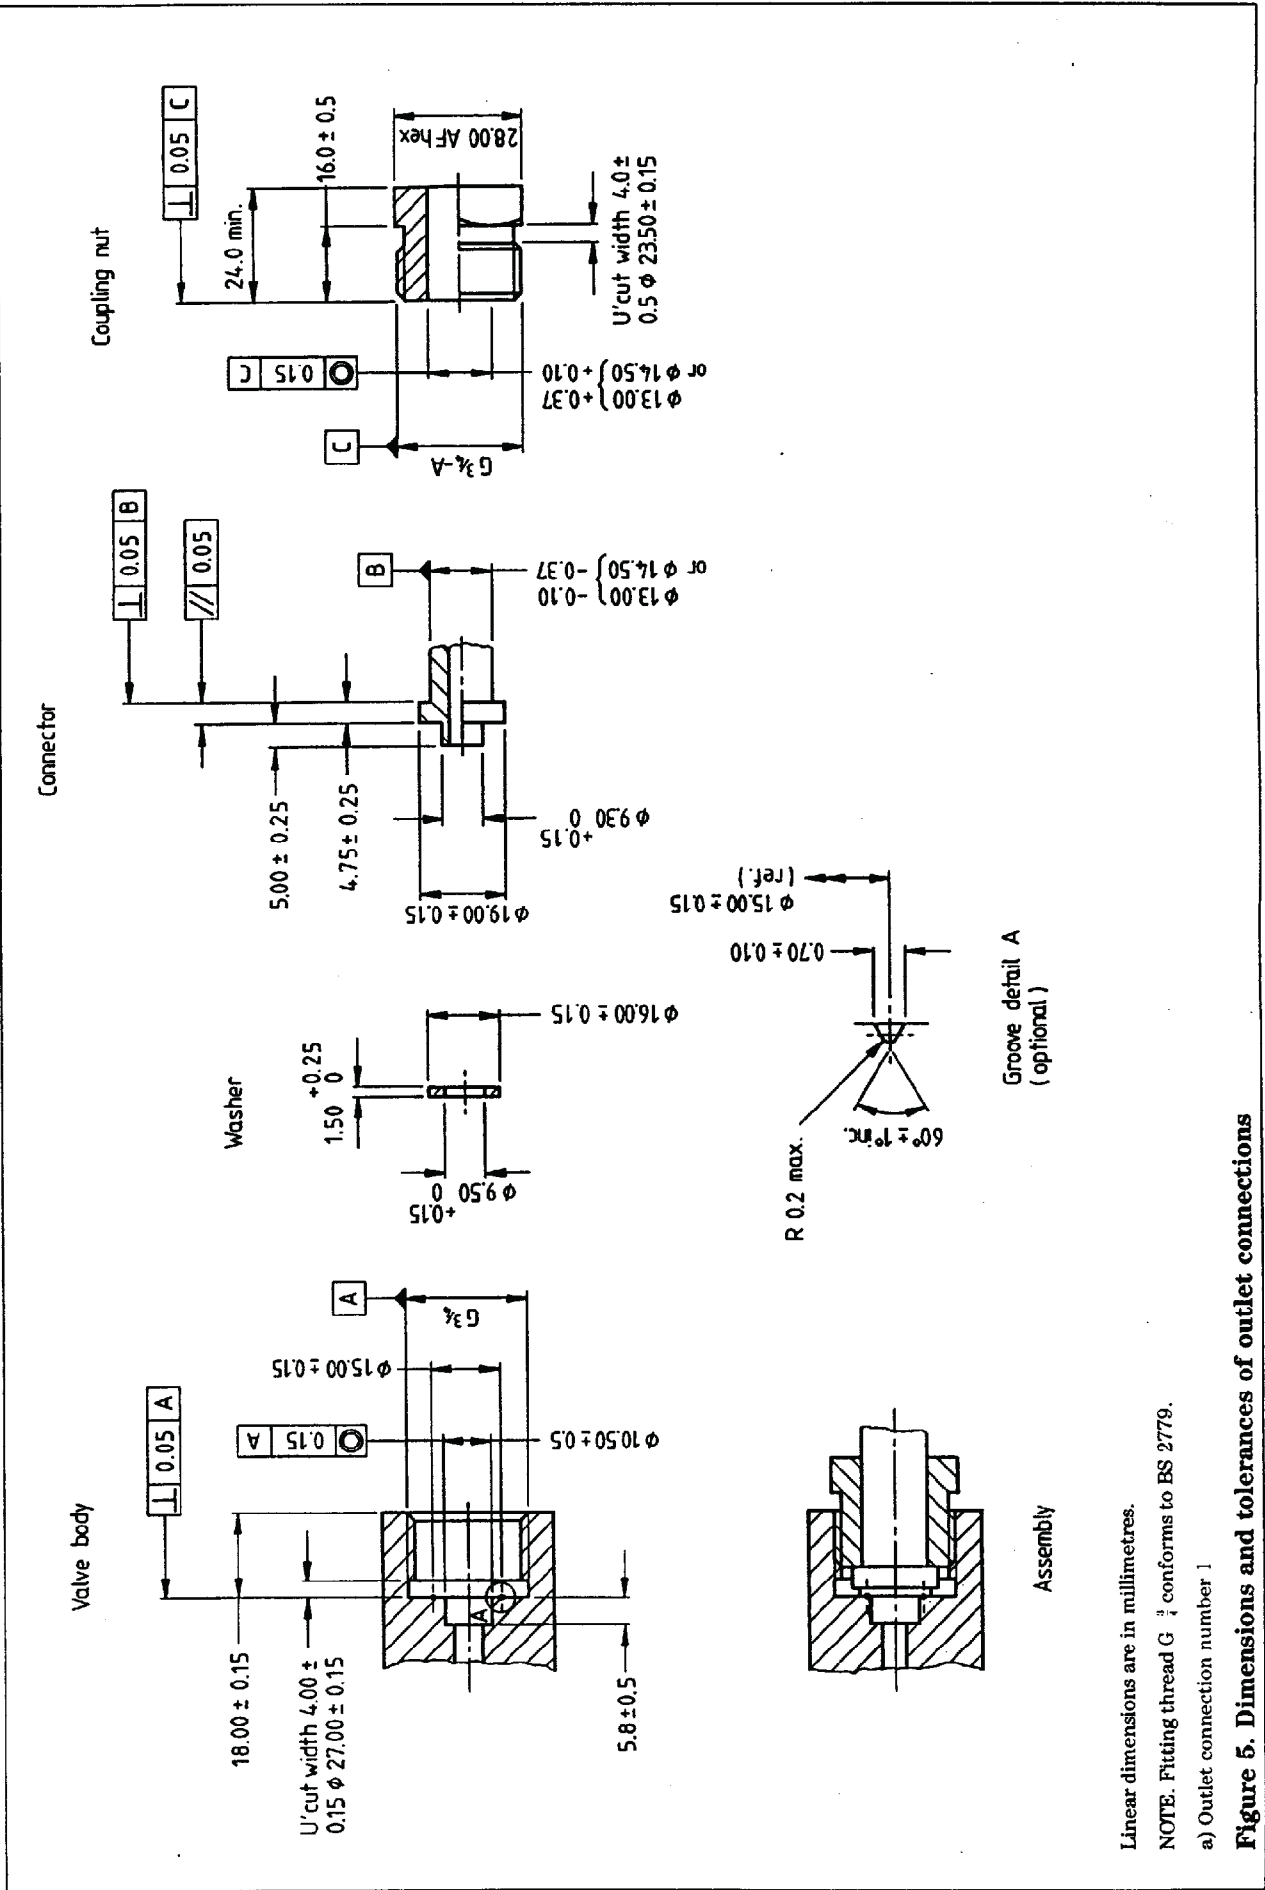 Valve body
⊥ 0.05 A
18.00 ± 0.15
U'cut width 4.00 ±
0.15 ⌀ 27.00 ± 0.15
5.8 ±0.5
◎ 0.15 A
⌀ 10.50 ± 0.5
⌀ 15.00 ± 0.15
G ¾
A
A
Washer
1.50 +0.25 0
⌀ 9.50 +0.15 0
⌀ 16.00 ± 0.15
Connector
⊥ 0.05 B
// 0.05
5.00 ± 0.25
4.75 ± 0.25
⌀ 19.00 ± 0.15
⌀ 9.30 +0.15 0
B
⌀ 13.00 } -0.10
or ⌀ 14.50 } -0.37
Coupling nut
⊥ 0.05 C
24.0 min.
16.0 ± 0.5
28.00 AF hex
U'cut width 4.0 ±
0.5 ⌀ 23.50 ± 0.15
◎ 0.15 C
C
G ¾-A
⌀ 13.00 } +0.37
or ⌀ 14.50 } +0.10
Assembly
R 0.2 max.
60° ± 1° inc.
0.70 ± 0.10
⌀ 15.00 ± 0.15
(ref.)
Groove detail A
(optional)
Linear dimensions are in millimetres.
NOTE. Fitting thread G ¾ conforms to BS 2779.
a) Outlet connection number 1
Figure 5. Dimensions and tolerances of outlet connections